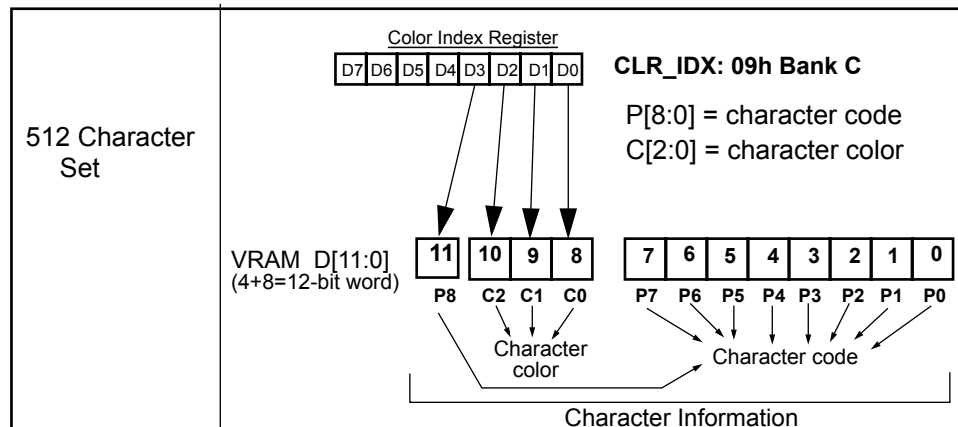 512 Character
Set
Color Index Register
D7 D6 D5 D4 D3 D2 D1 D0
CLR_IDX: 09h Bank C
P[8:0] = character code
C[2:0] = character color
VRAM D[11:0]
(4+8=12-bit word)
11 10 9 8 7 6 5 4 3 2 1 0
P8 C2 C1 C0 P7 P6 P5 P4 P3 P2 P1 P0
Character
color
Character code
Character Information